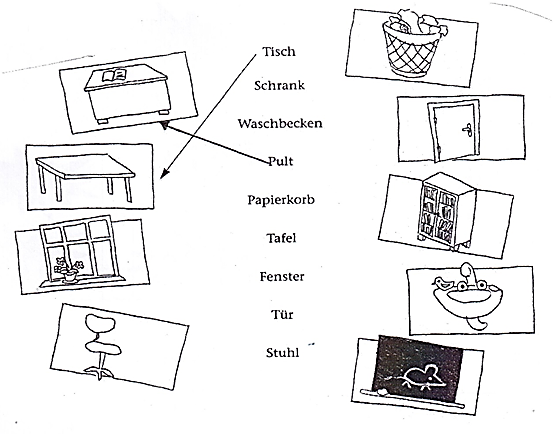 Tisch
Schrank
Waschbecken
Pult
Papierkorb
Tafel
Fenster
Tür
Stuhl